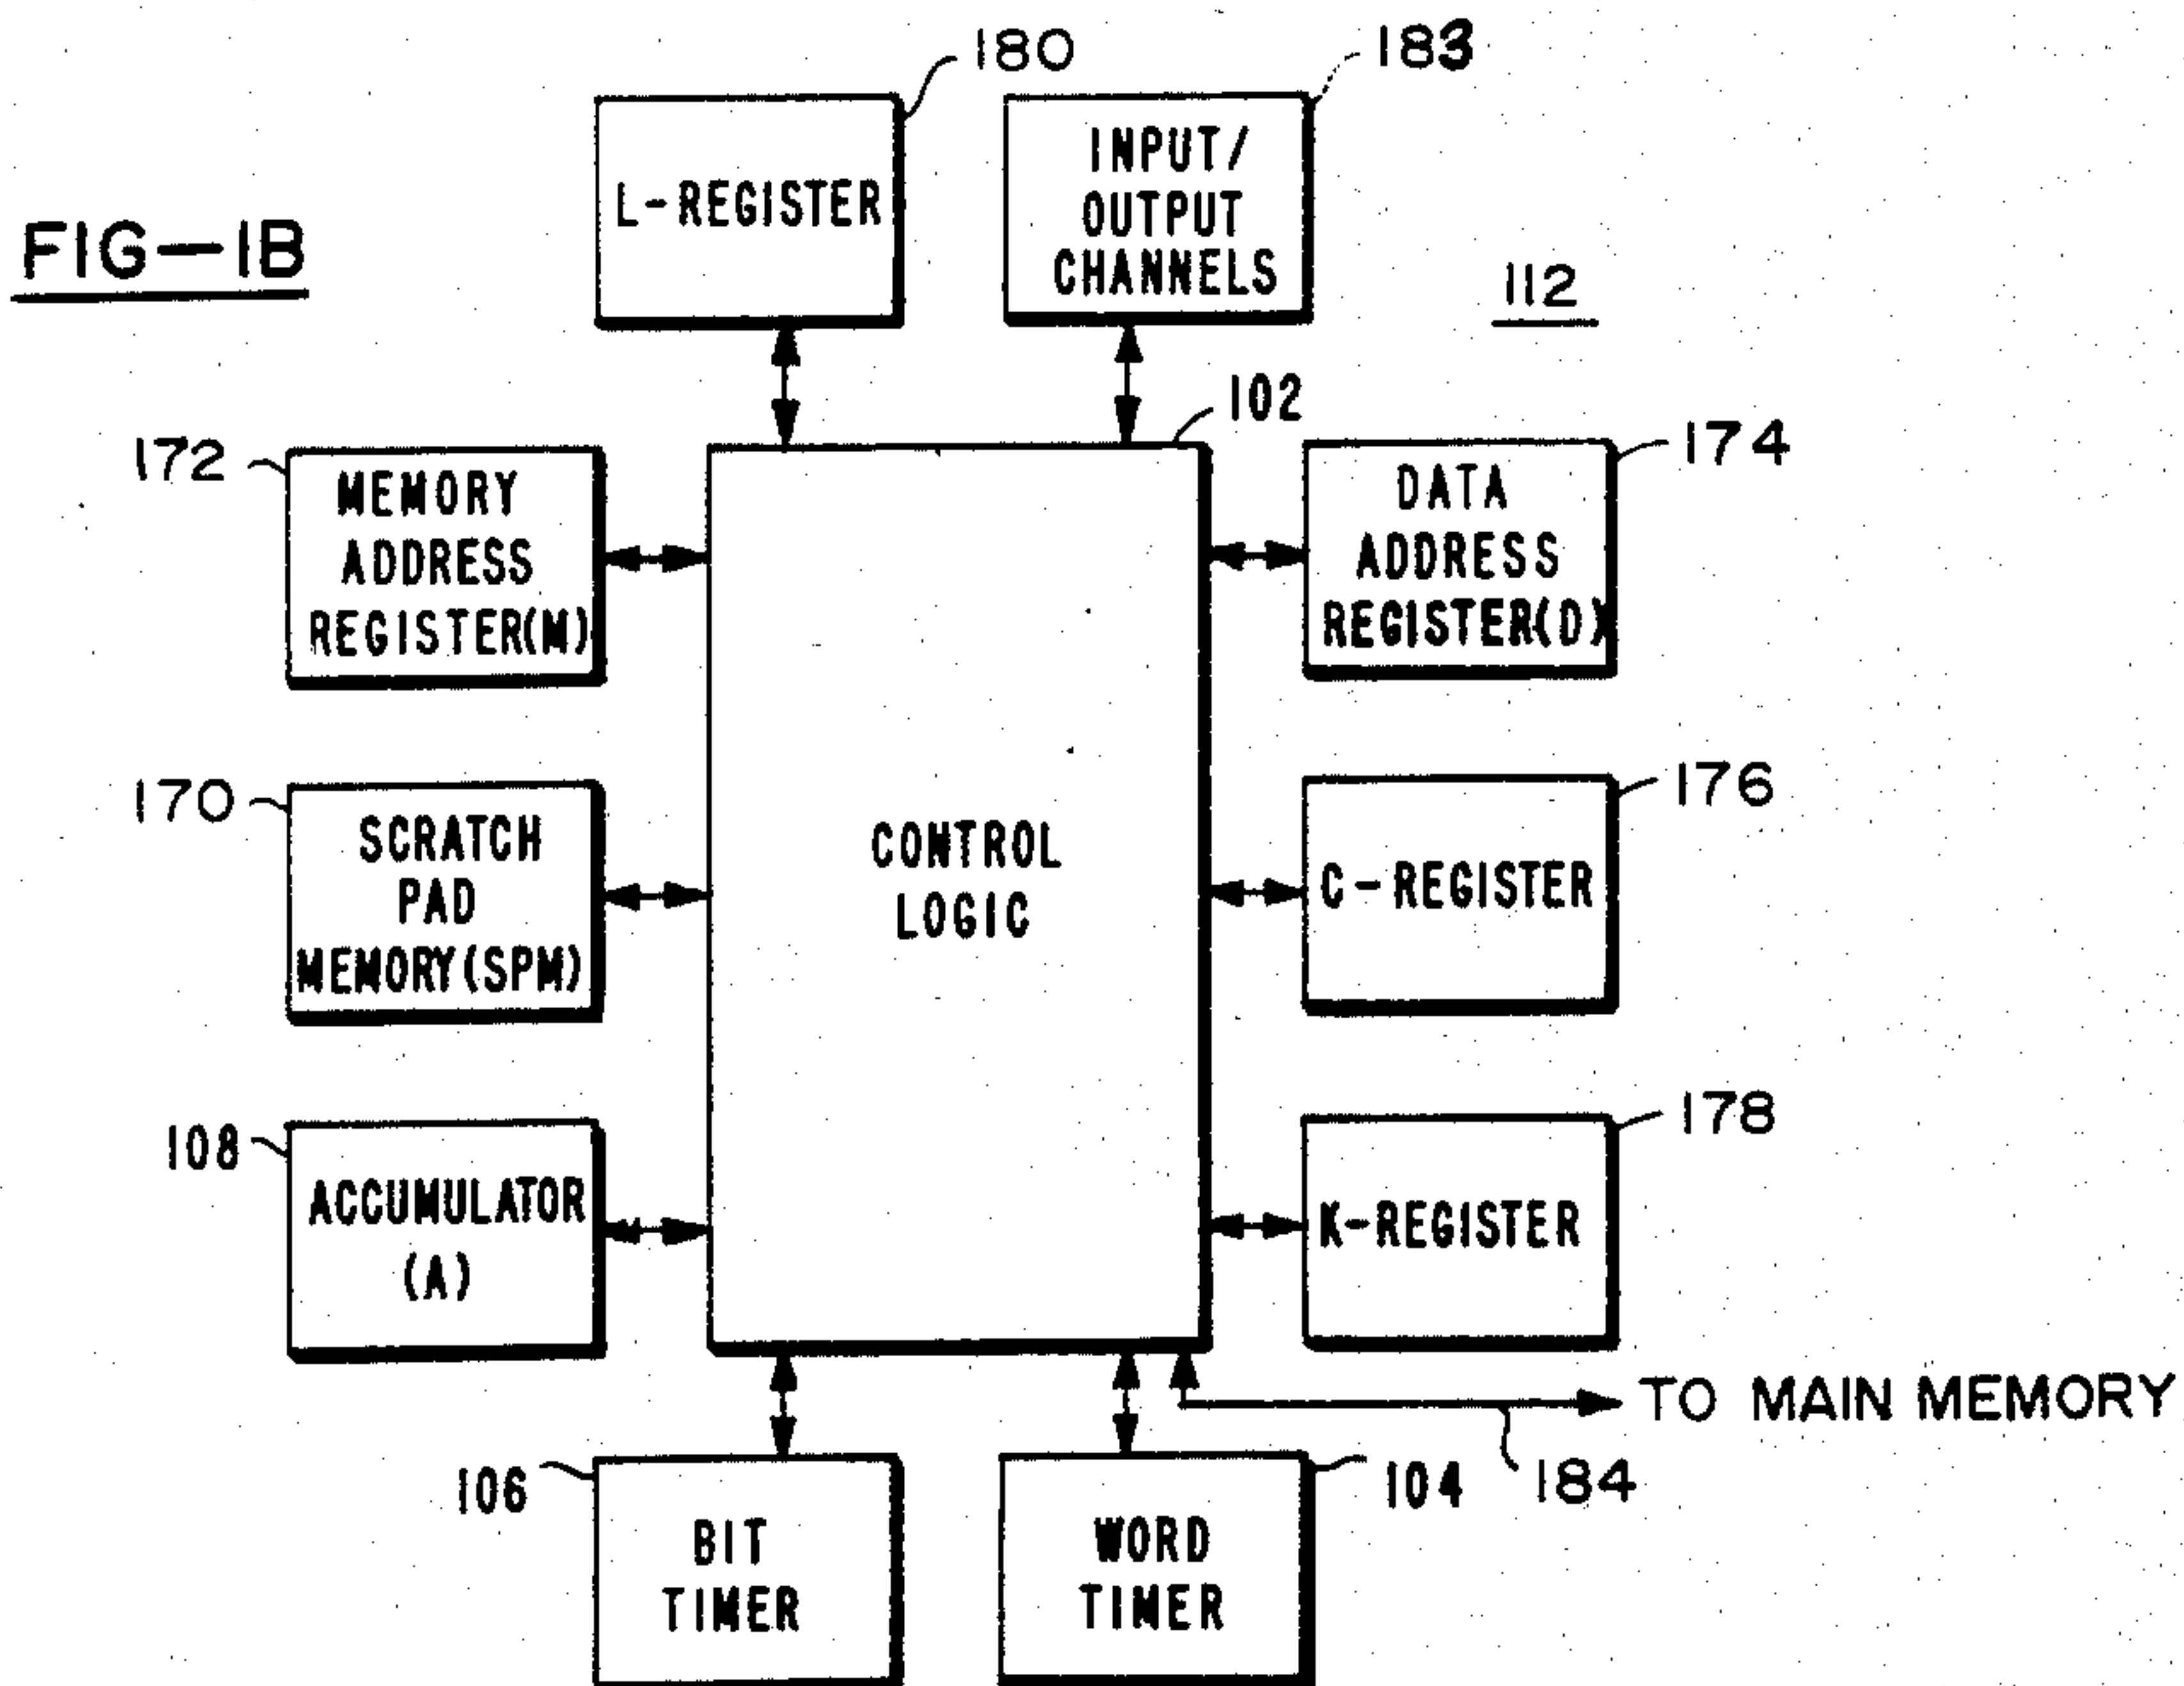 FIG-1B
180
L-REGISTER
183
INPUT/
OUTPUT
CHANNELS
112
102
CONTROL
LOGIC
172
MEMORY
ADDRESS
REGISTER(M)
174
DATA
ADDRESS
REGISTER(D)
170
SCRATCH
PAD
MEMORY(SPM)
176
C-REGISTER
108
ACCUMULATOR
(A)
178
K-REGISTER
TO MAIN MEMORY
184
106
BIT
TIMER
104
WORD
TIMER